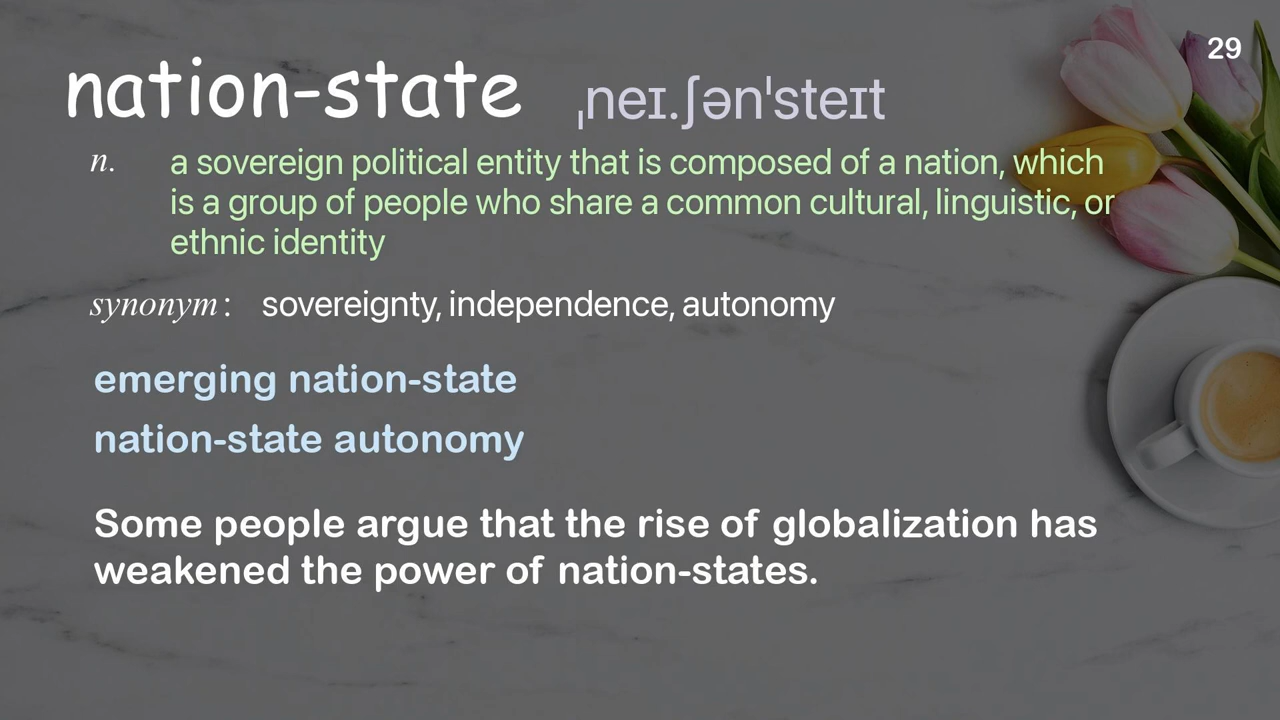 29
nation-state ˌneɪ.ʃənˈsteɪt
n. a sovereign political entity that is composed of a nation, which
is a group of people who share a common cultural, linguistic, or
ethnic identity
synonym: sovereignty, independence, autonomy
emerging nation-state
nation-state autonomy
Some people argue that the rise of globalization has
weakened the power of nation-states.